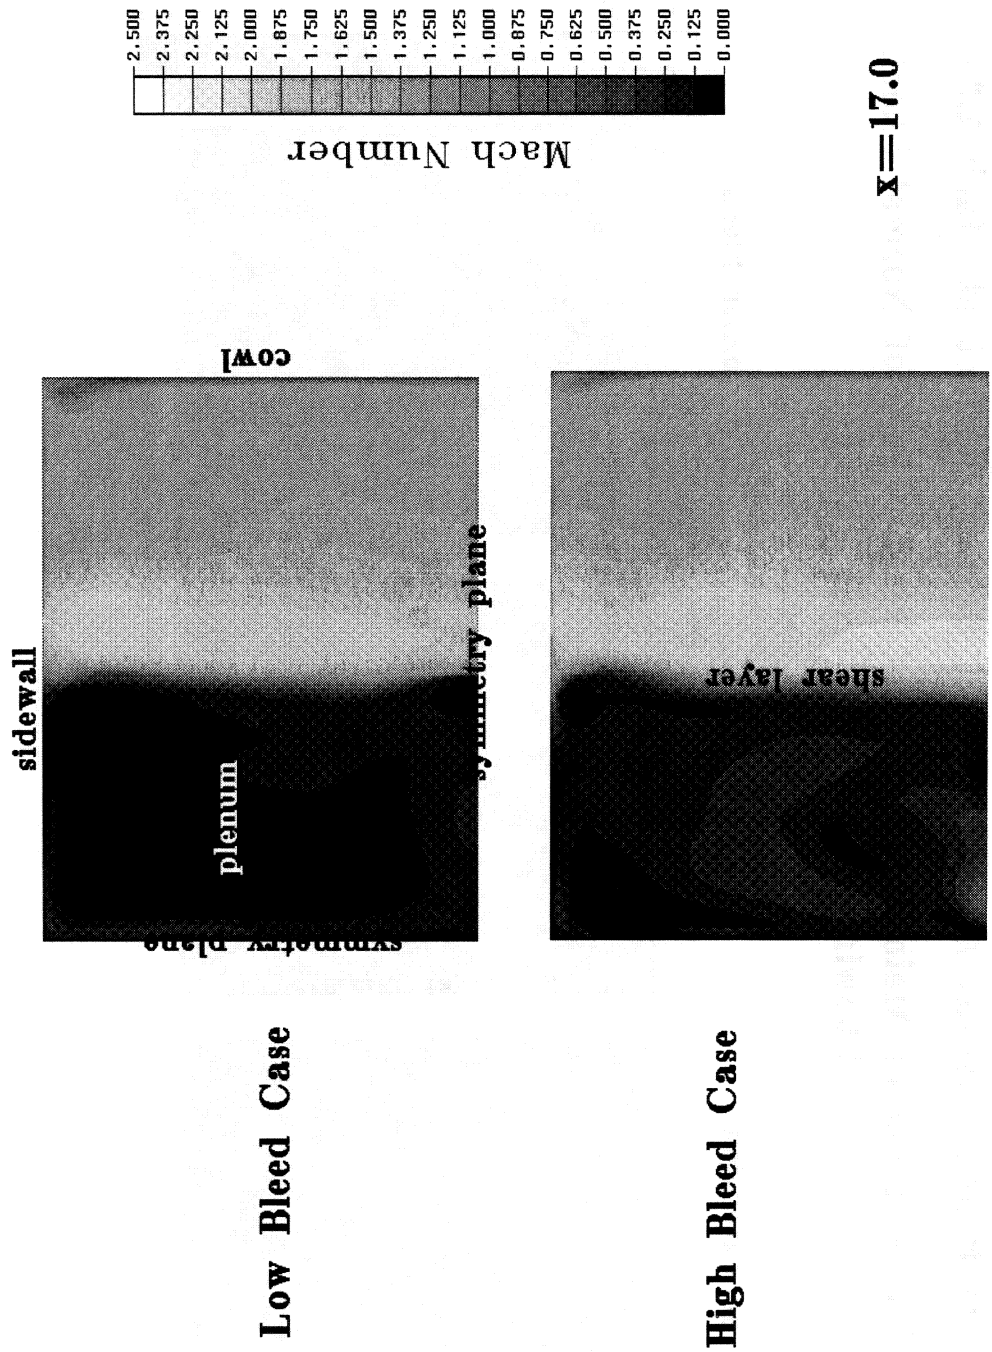 Low Bleed Case
High Bleed Case
sidewall
plenum
symmetry plane
symmetry plane
cowl
shear layer
Mach Number
2.500
2.375
2.250
2.125
2.000
1.875
1.750
1.625
1.500
1.375
1.250
1.125
1.000
0.875
0.750
0.625
0.500
0.375
0.250
0.125
0.000
x=17.0